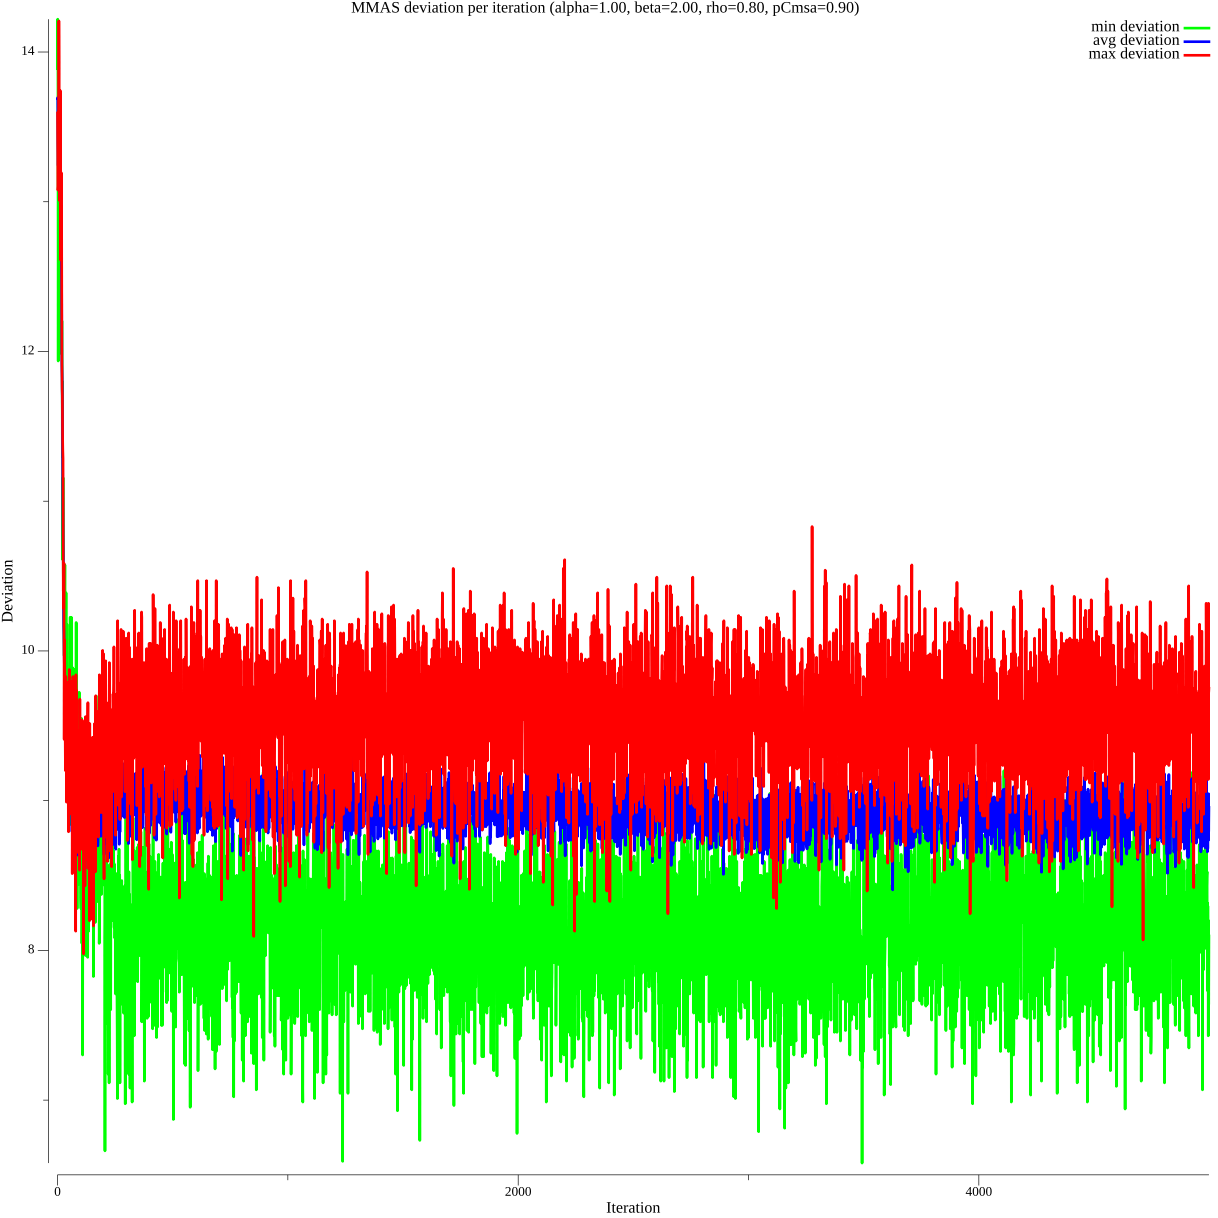 MMAS deviation per iteration (alpha=1.00, beta=2.00, rho=0.80, pCmsa=0.90)
min deviation
avg deviation
max deviation
14
12
10
8
Deviation
0
2000
4000
Iteration